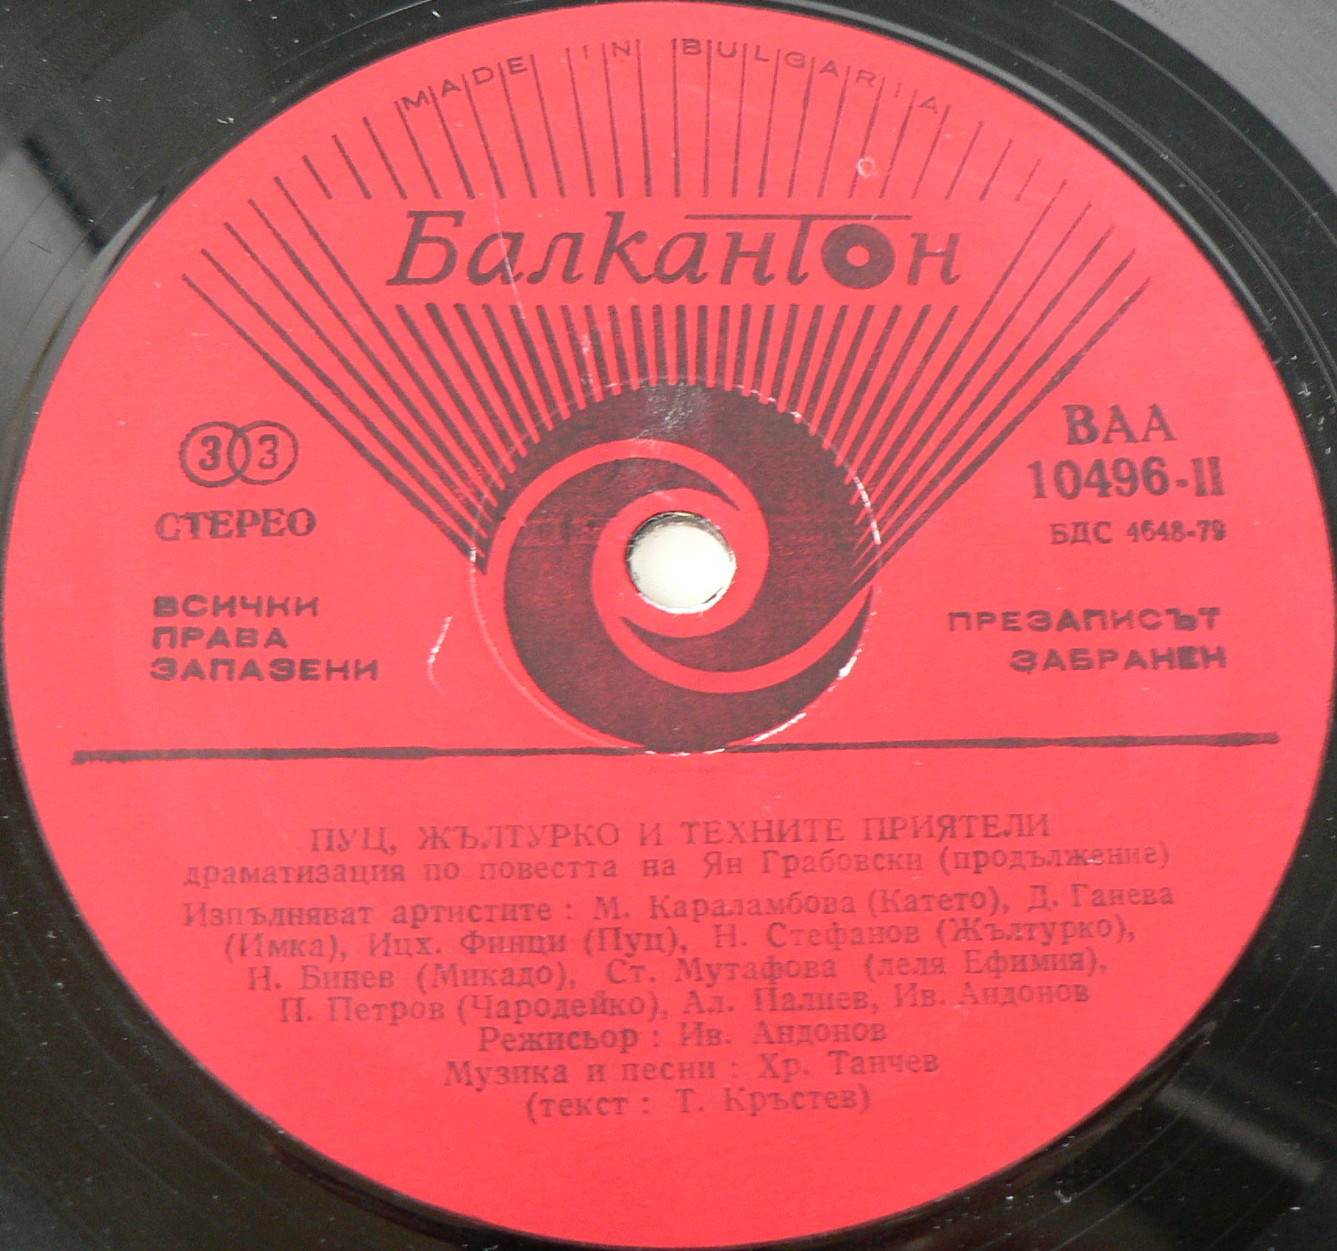 MADE IN BULGARIA
Балкантон
33
СТЕРЕО
ВСИЧКИ
ПРАВА
ЗАПАЗЕНИ
ВАА
10496-II
БДС 4648-79
ПРЕЗАПИСЪТ
ЗАБРАНЕН
ПУЦ, ЖЪЛТУРКО И ТЕХНИТЕ ПРИЯТЕЛИ
драматизация по повестта на Ян Грабовски (продължение)
Изпълняват артистите : М. Караламбова (Катето), Д. Ганева
(Имка), Ицх. Финци (Пуц), Н. Стефанов (Жълтурко),
Н. Бинев (Микадо), Ст. Мутафова (леля Ефимия),
П. Петров (Чародейко), Ал. Палиев, Ив. Андонов
Режисьор : Ив. Андонов
Музика и песни : Хр. Танчев
(текст : Т. Кръстев)